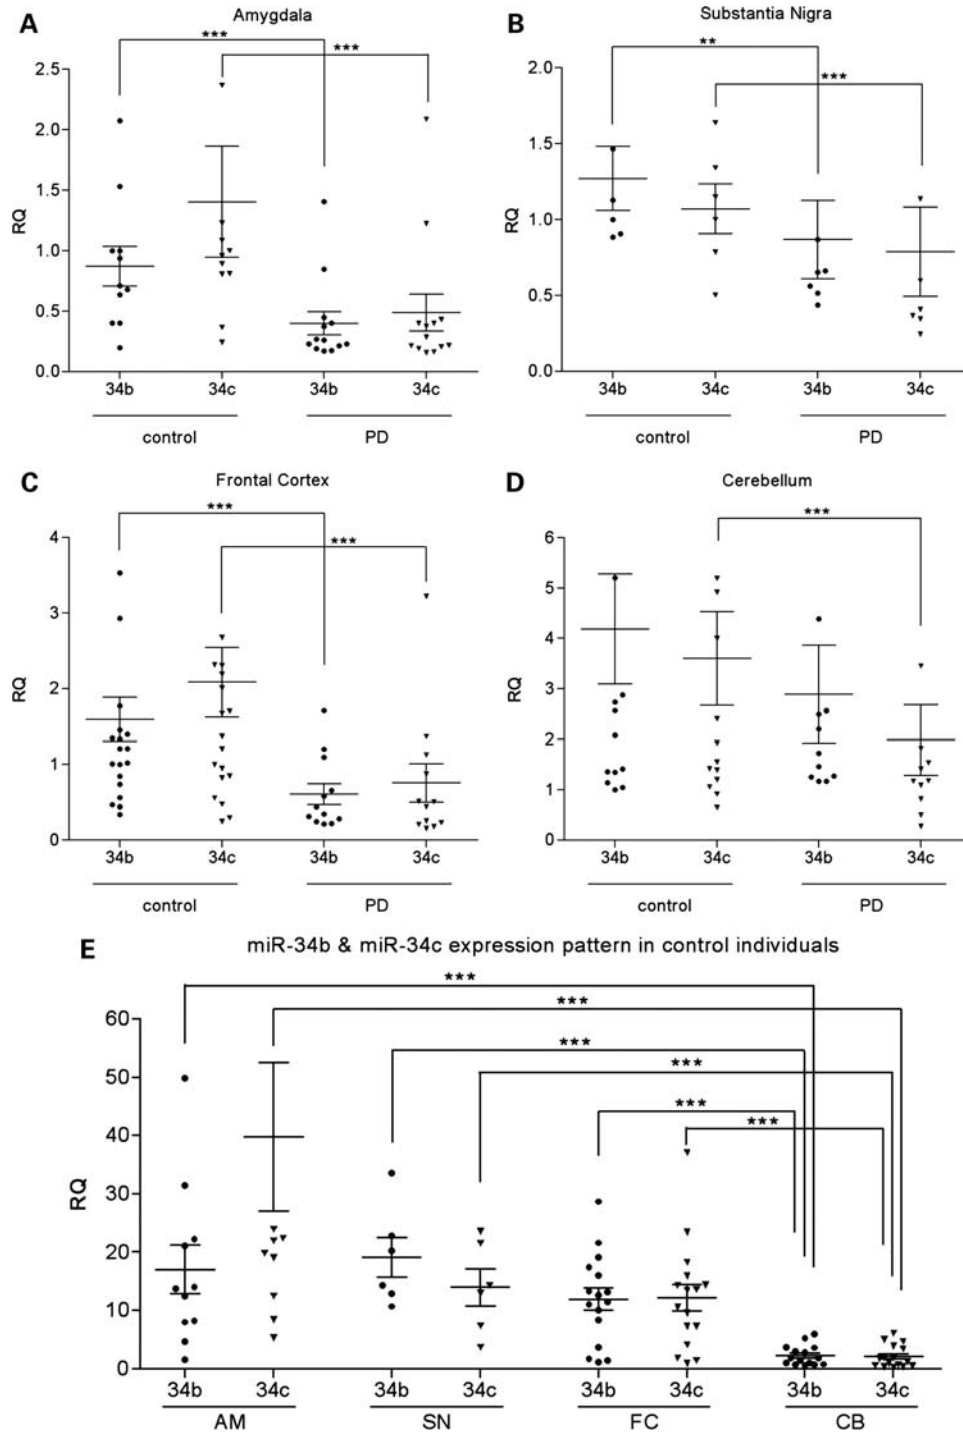 A Amygdala
*** ***
2.5
2.0
1.5
1.0
0.5
0.0
RQ
34b 34c 34b 34c
control PD
B Substantia Nigra
** ***
2.0
1.5
1.0
0.5
0.0
RQ
34b 34c 34b 34c
control PD
C Frontal Cortex
*** ***
4
3
2
1
0
RQ
34b 34c 34b 34c
control PD
D Cerebellum
***
6
5
4
3
2
1
0
RQ
34b 34c 34b 34c
control PD
E miR-34b & miR-34c expression pattern in control individuals
***
***
***
***
***
***
60
50
40
30
20
10
0
RQ
34b 34c 34b 34c 34b 34c 34b 34c
AM SN FC CB